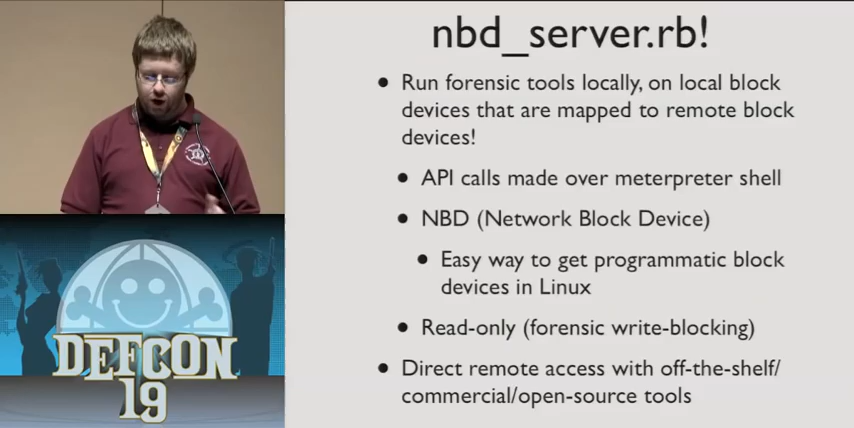 nbd_server.rb!
• Run forensic tools locally, on local block
devices that are mapped to remote block
devices!
• API calls made over meterpreter shell
• NBD (Network Block Device)
• Easy way to get programmatic block
devices in Linux
• Read-only (forensic write-blocking)
• Direct remote access with off-the-shelf/
commercial/open-source tools
DEFCON
19